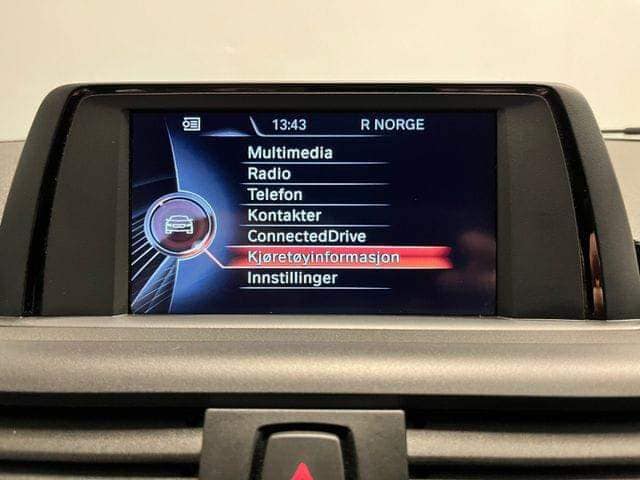 13:43 R NORGE
Multimedia
Radio
Telefon
Kontakter
ConnectedDrive
Kjøretøyinformasjon
Innstillinger